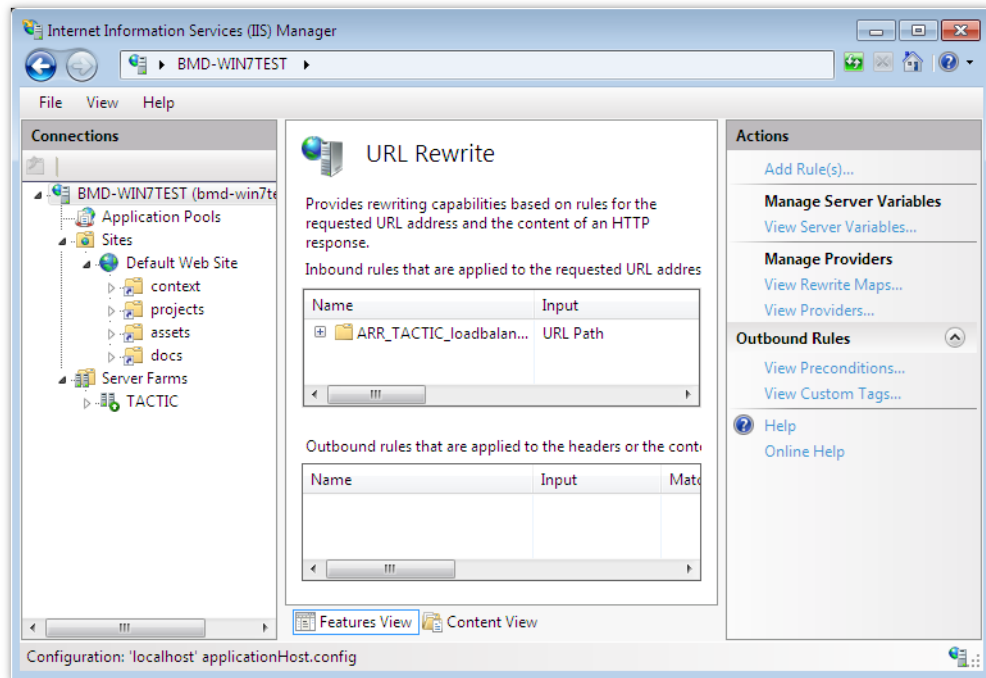 Internet Information Services (IIS) Manager
BMD-WIN7TEST
File View Help
Connections
BMD-WIN7TEST (bmd-win7te
Application Pools
Sites
Default Web Site
context
projects
assets
docs
Server Farms
TACTIC
URL Rewrite
Provides rewriting capabilities based on rules for the
requested URL address and the content of an HTTP
response.
Inbound rules that are applied to the requested URL addres
Name Input
ARR_TACTIC_loadbalan... URL Path
Outbound rules that are applied to the headers or the conte
Name Input Matc
Features View Content View
Actions
Add Rule(s)...
Manage Server Variables
View Server Variables...
Manage Providers
View Rewrite Maps...
View Providers...
Outbound Rules
View Preconditions...
View Custom Tags...
Help
Online Help
Configuration: 'localhost' applicationHost.config